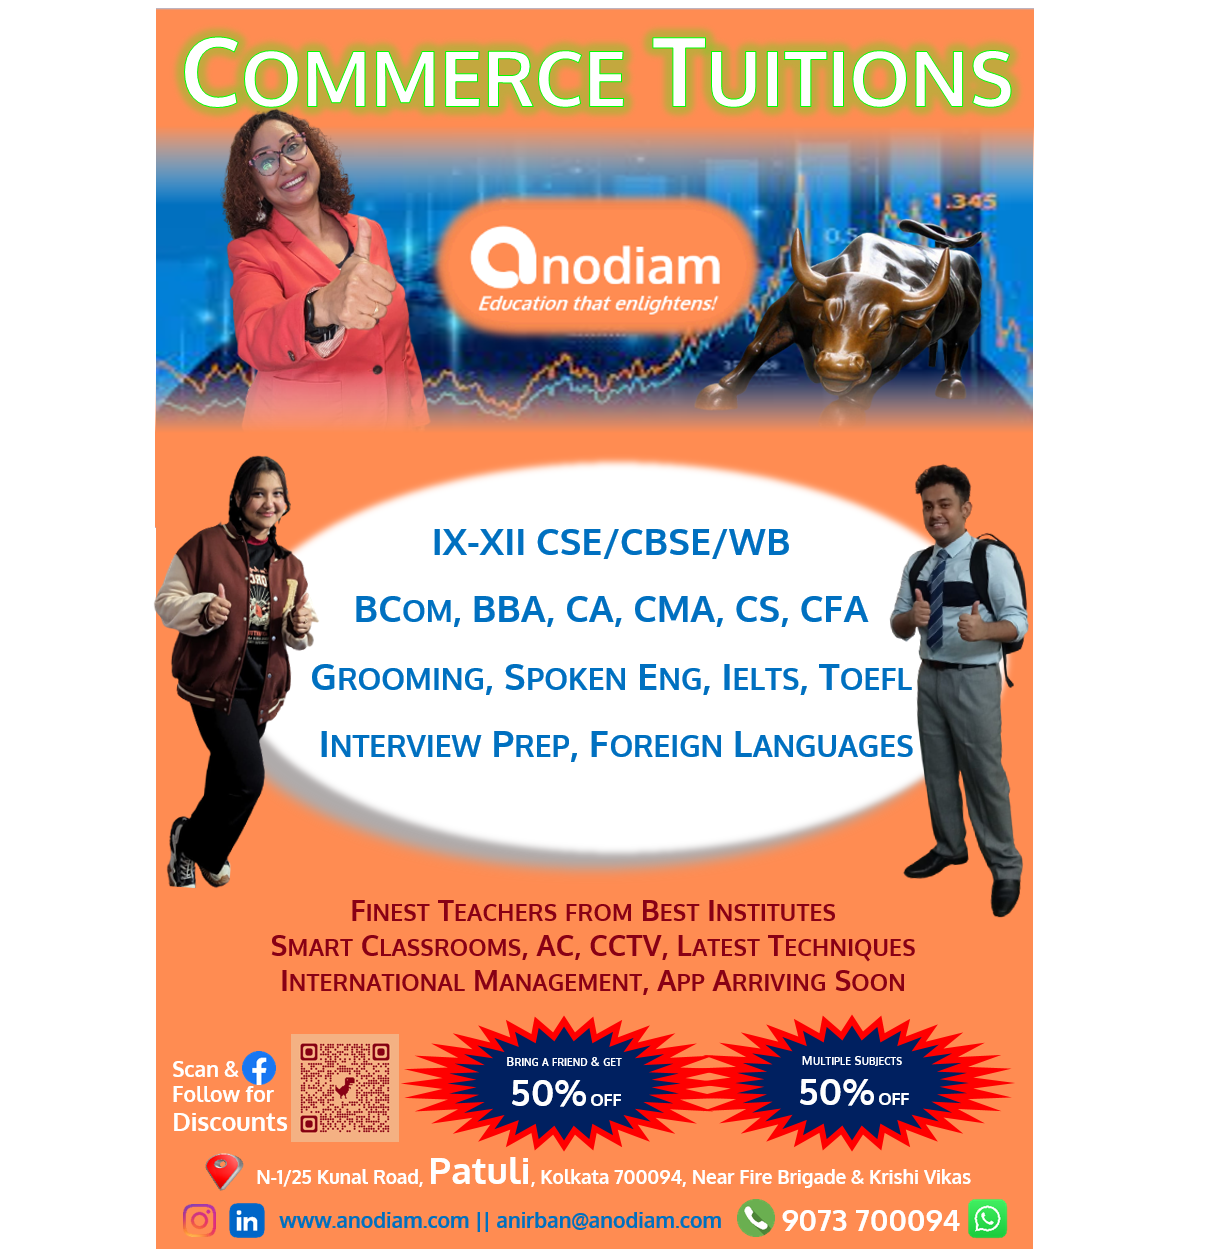 COMMERCE TUITIONS
1.345
0.5
anodiam
Education that enlightens!
IX-XII CSE/CBSE/WB
BCOM, BBA, CA, CMA, CS, CFA
GROOMING, SPOKEN ENG, IELTS, TOEFL
INTERVIEW PREP, FOREIGN LANGUAGES
FINEST TEACHERS FROM BEST INSTITUTES
SMART CLASSROOMS, AC, CCTV, LATEST TECHNIQUES
INTERNATIONAL MANAGEMENT, APP ARRIVING SOON
Scan &
Follow for
Discounts
BRING A FRIEND & GET
50% OFF
MULTIPLE SUBJECTS
50% OFF
N-1/25 Kunal Road, Patuli, Kolkata 700094, Near Fire Brigade & Krishi Vikas
in www.anodiam.com || anirban@anodiam.com 9073 700094